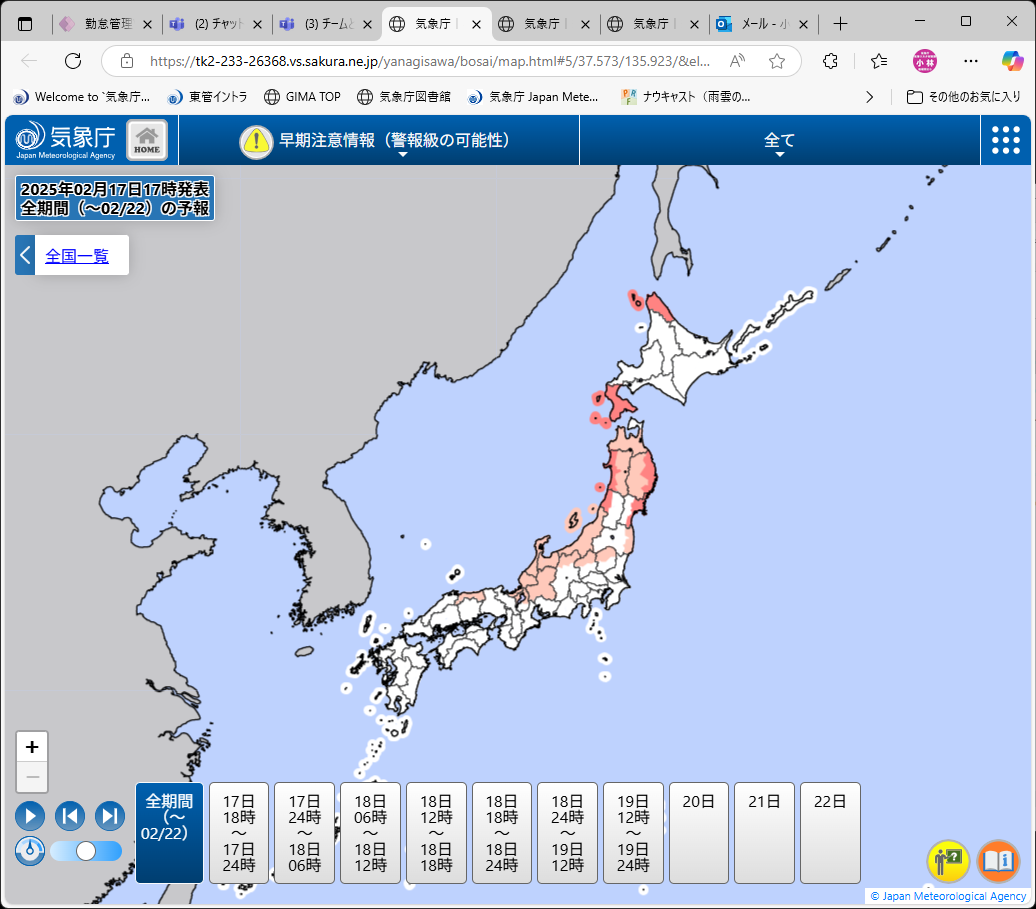 勤怠管理
(2) チャット
(3) チームと
気象庁 |
気象庁 |
気象庁 |
メール - 小
https://tk2-233-26368.vs.sakura.ne.jp/yanagisawa/bosai/map.html#5/37.573/135.923/&el...
小林
Welcome to `気象庁...
東管イントラ
GIMA TOP
気象庁図書館
気象庁 Japan Mete...
ナウキャスト（雨雲の...
その他のお気に入り
気象庁
Japan Meteorological Agency
HOME
早期注意情報（警報級の可能性）
全て
2025年02月17日17時発表
全期間（～02/22）の予報
全国一覧
+
−
全期間
（～
02/22）
17日
18時
～
17日
24時
17日
24時
～
18日
06時
18日
06時
～
18日
12時
18日
12時
～
18日
18時
18日
18時
～
18日
24時
18日
24時
～
19日
12時
19日
12時
～
19日
24時
20日
21日
22日
© Japan Meteorological Agency